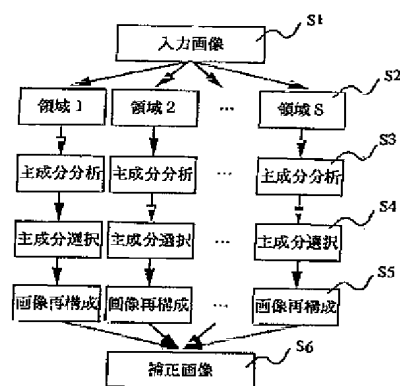 S1
入力画像
S2
領域1 領域2 … 領域S
S3
主成分分析 主成分分析 … 主成分分析
S4
主成分選択 主成分選択 … 主成分選択
S5
画像再構成 画像再構成 … 画像再構成
S6
補正画像